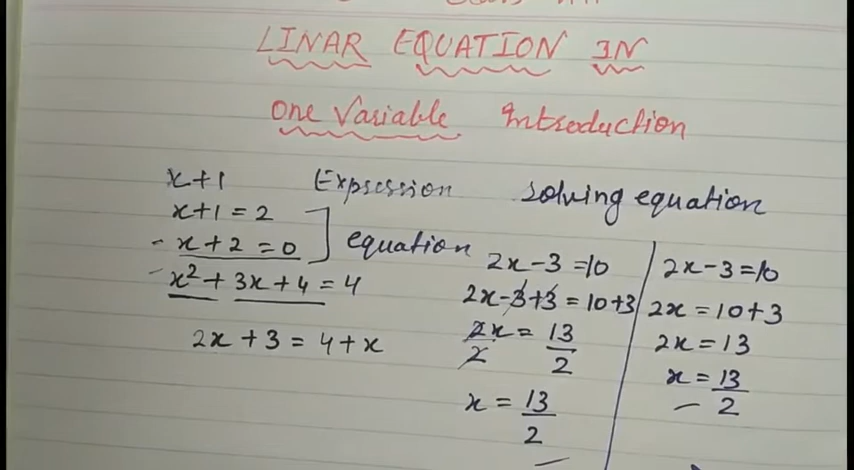 LINAR EQUATION IN
One Variable Introduction
x+1 Expression
x+1 = 2
- x+2 = 0
equation
- x² + 3x + 4 = 4
2x + 3 = 4 + x
Solving equation
2x - 3 = 10
2x - 3 + 3 = 10 + 3
2x/2 = 13/2
x = 13/2
2x - 3 = 10
2x = 10 + 3
2x = 13
x = 13/2